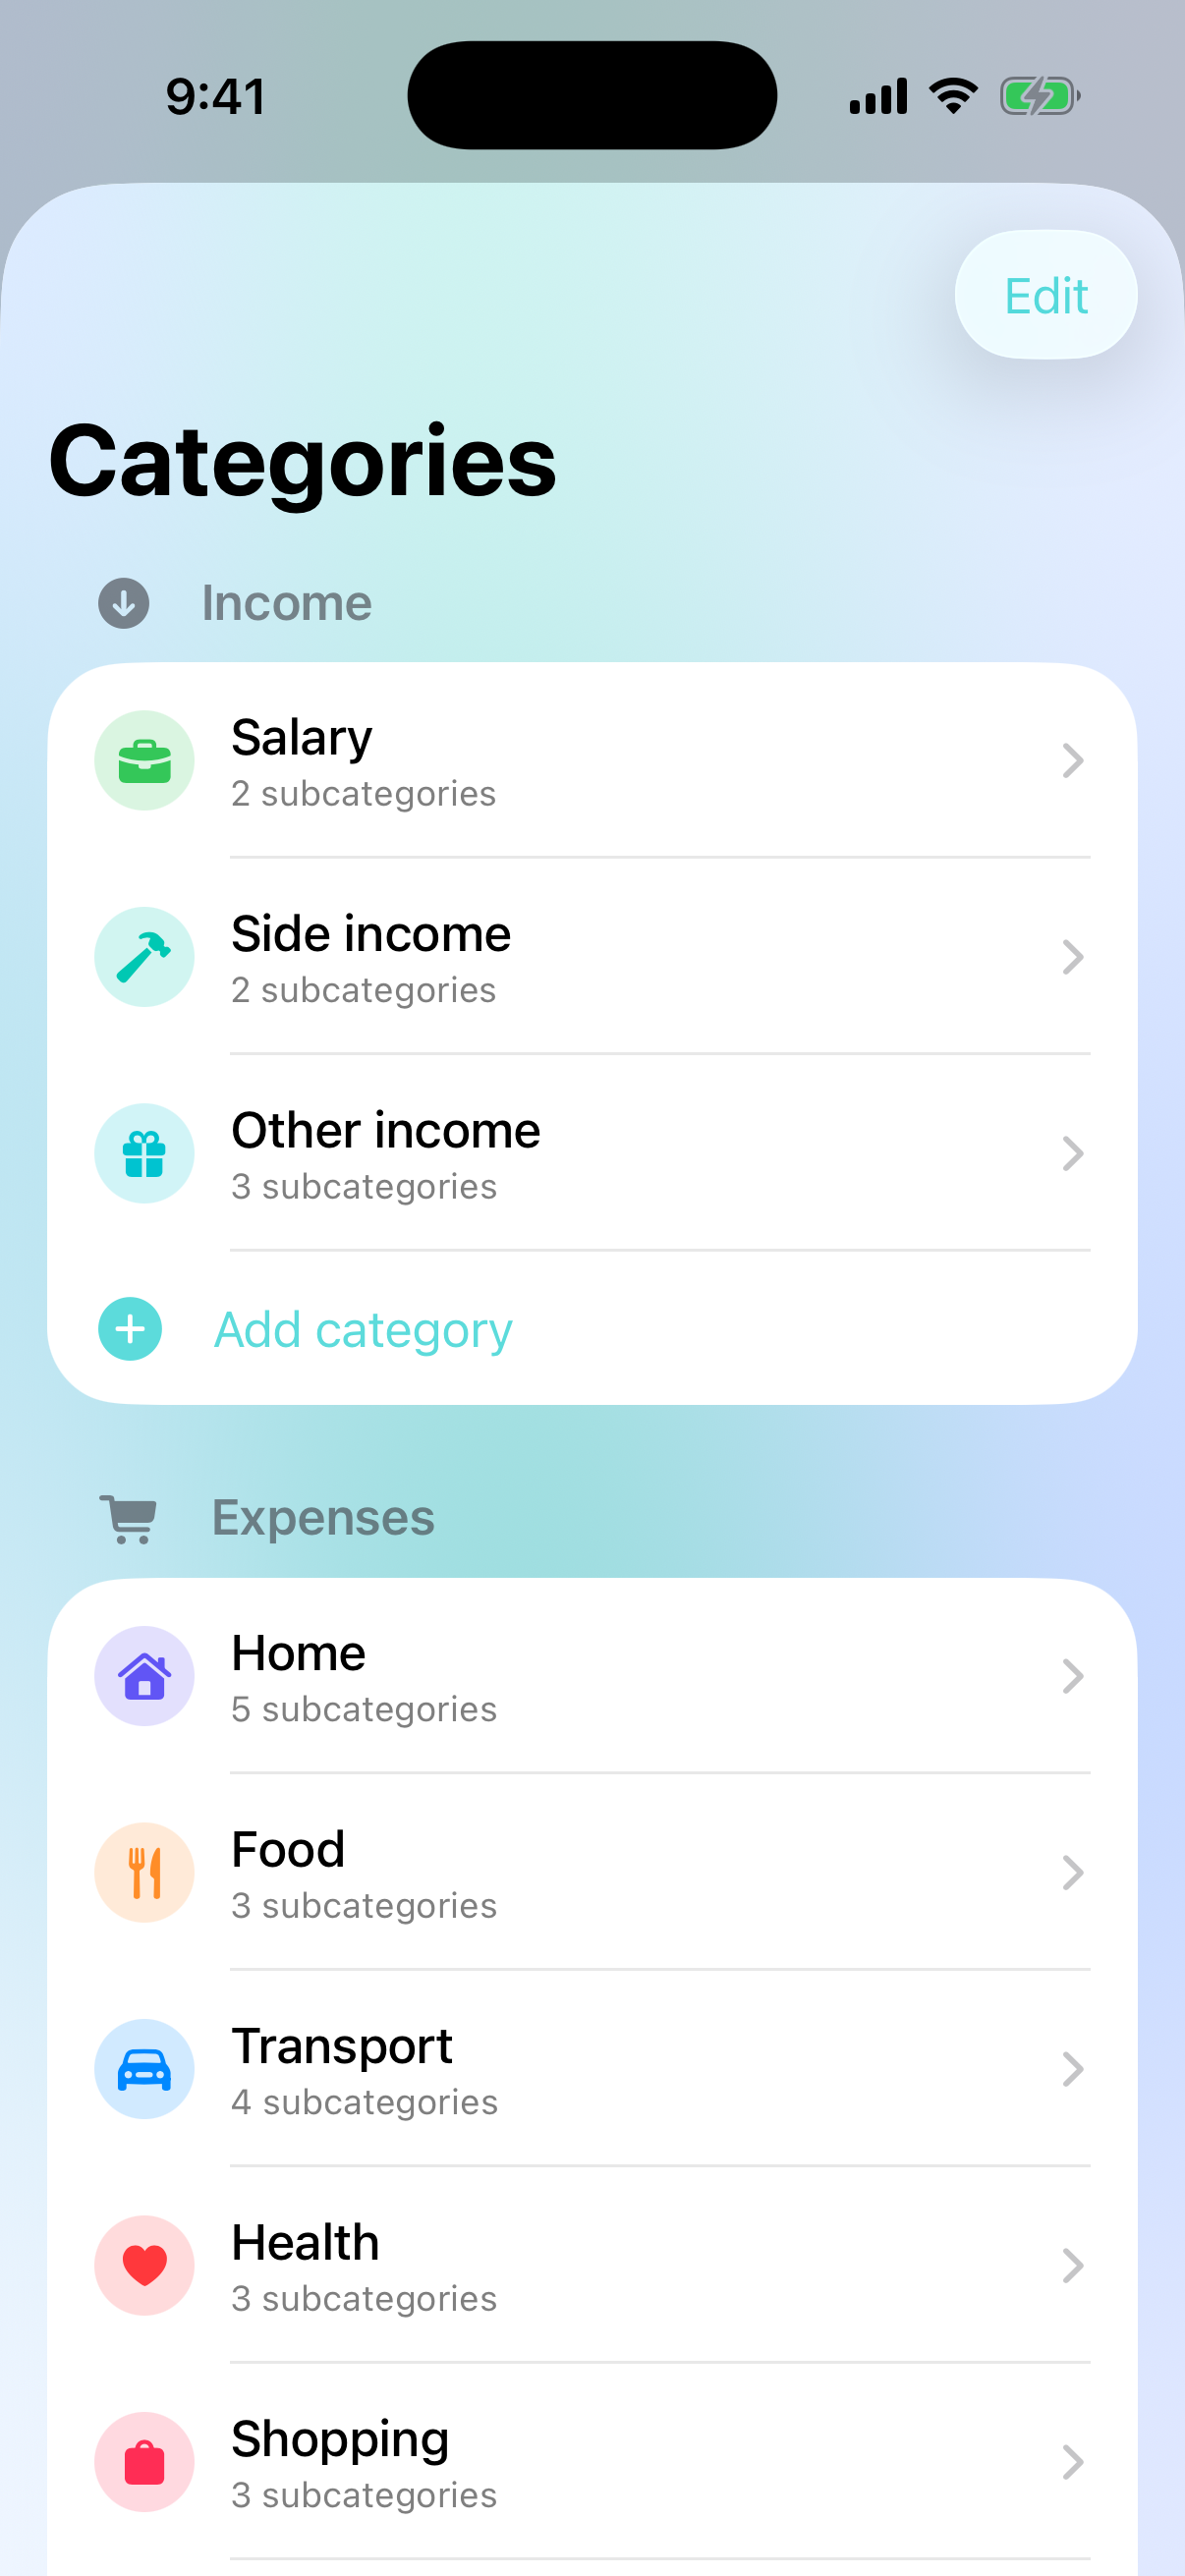 9:41
Edit
Categories
Income
Salary
2 subcategories
Side income
2 subcategories
Other income
3 subcategories
Add category
Expenses
Home
5 subcategories
Food
3 subcategories
Transport
4 subcategories
Health
3 subcategories
Shopping
3 subcategories